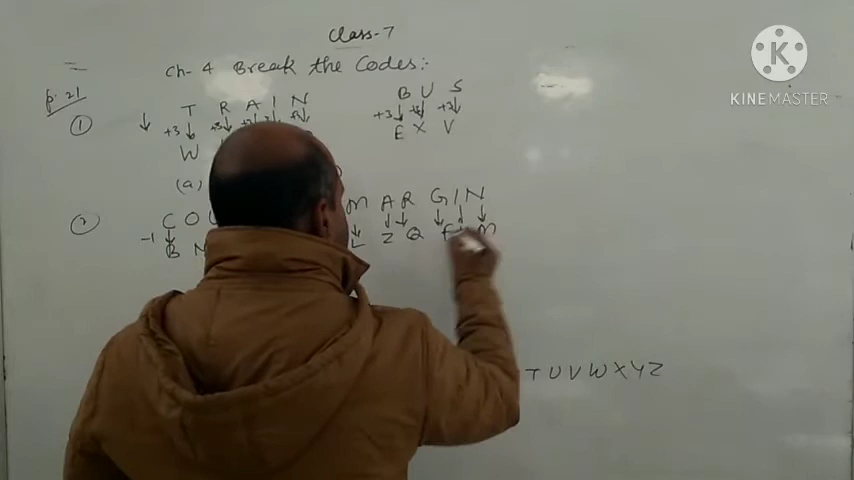 Class-7
Ch-4 Break the Codes:-
p. 21
① T R A I N B U S
+3 +3 +3 +3 +3 +3 +3
W E X V
(a)
② C O M A R G I N
-1 B N L Z Q F M
T U V W X Y Z
K
KINEMASTER